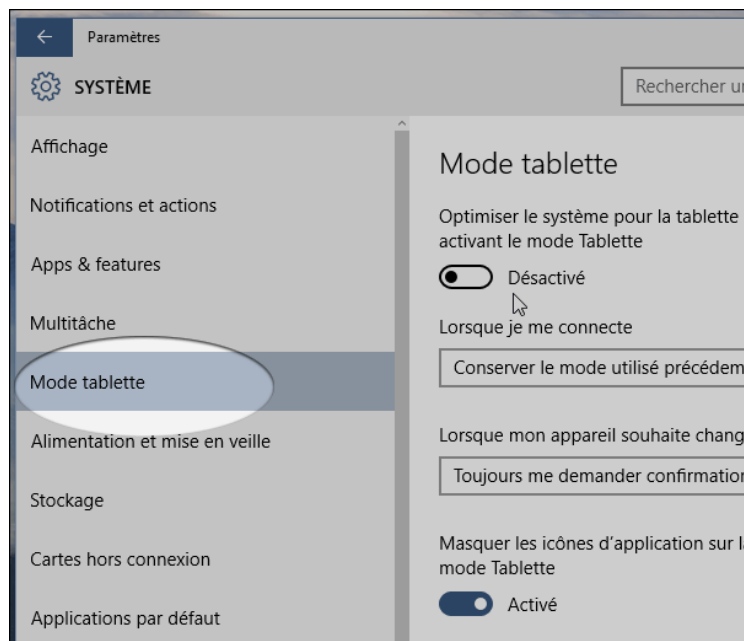 Paramètres
SYSTÈME
Rechercher un
Affichage
Notifications et actions
Apps & features
Multitâche
Mode tablette
Alimentation et mise en veille
Stockage
Cartes hors connexion
Applications par défaut
Mode tablette
Optimiser le système pour la tablette
activant le mode Tablette
Désactivé
Lorsque je me connecte
Conserver le mode utilisé précédem
Lorsque mon appareil souhaite chang
Toujours me demander confirmation
Masquer les icônes d'application sur la
mode Tablette
Activé